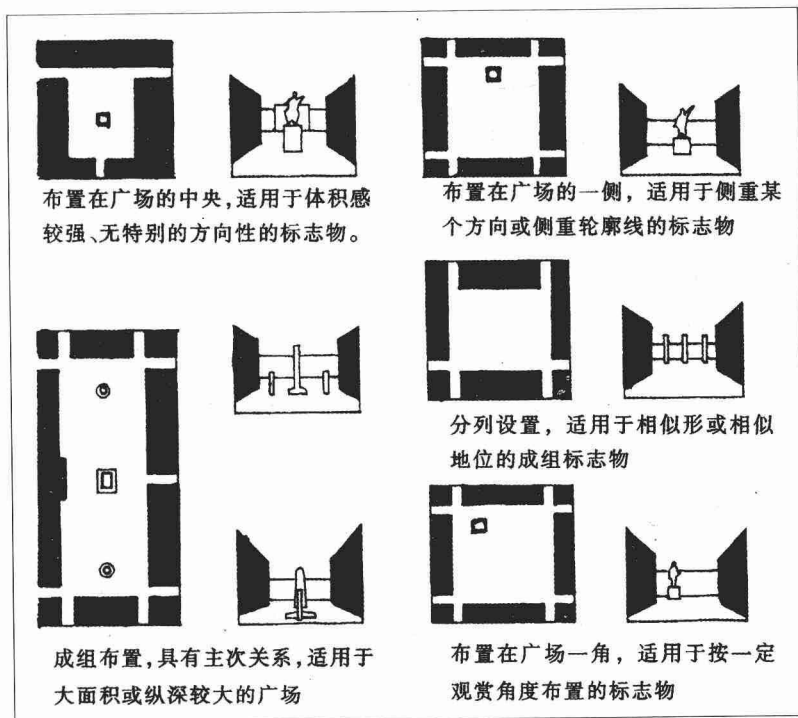 布置在广场的中央,适用于体积感
较强、无特别的方向性的标志物。
布置在广场的一侧，适用于侧重某
个方向或侧重轮廓线的标志物
分列设置，适用于相似形或相似
地位的成组标志物
成组布置,具有主次关系,适用于
大面积或纵深较大的广场
布置在广场一角，适用于按一定
观赏角度布置的标志物